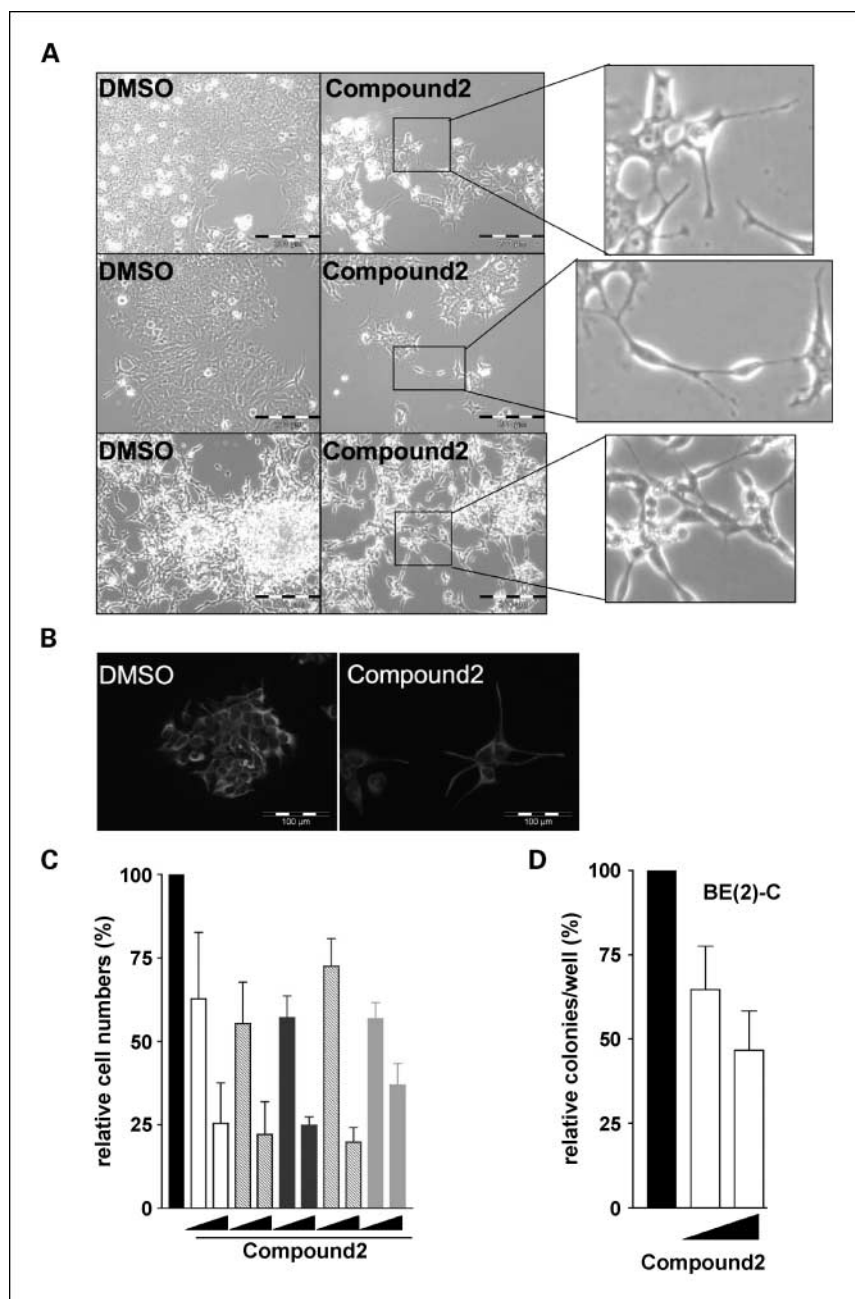 A
DMSO
Compound2
DMSO
Compound2
DMSO
Compound2
B
DMSO
Compound2
100 µm
100 µm
C
relative cell numbers (%)
100
75
50
25
0
Compound2
D
relative colonies/well (%)
100
75
50
25
0
BE(2)-C
Compound2